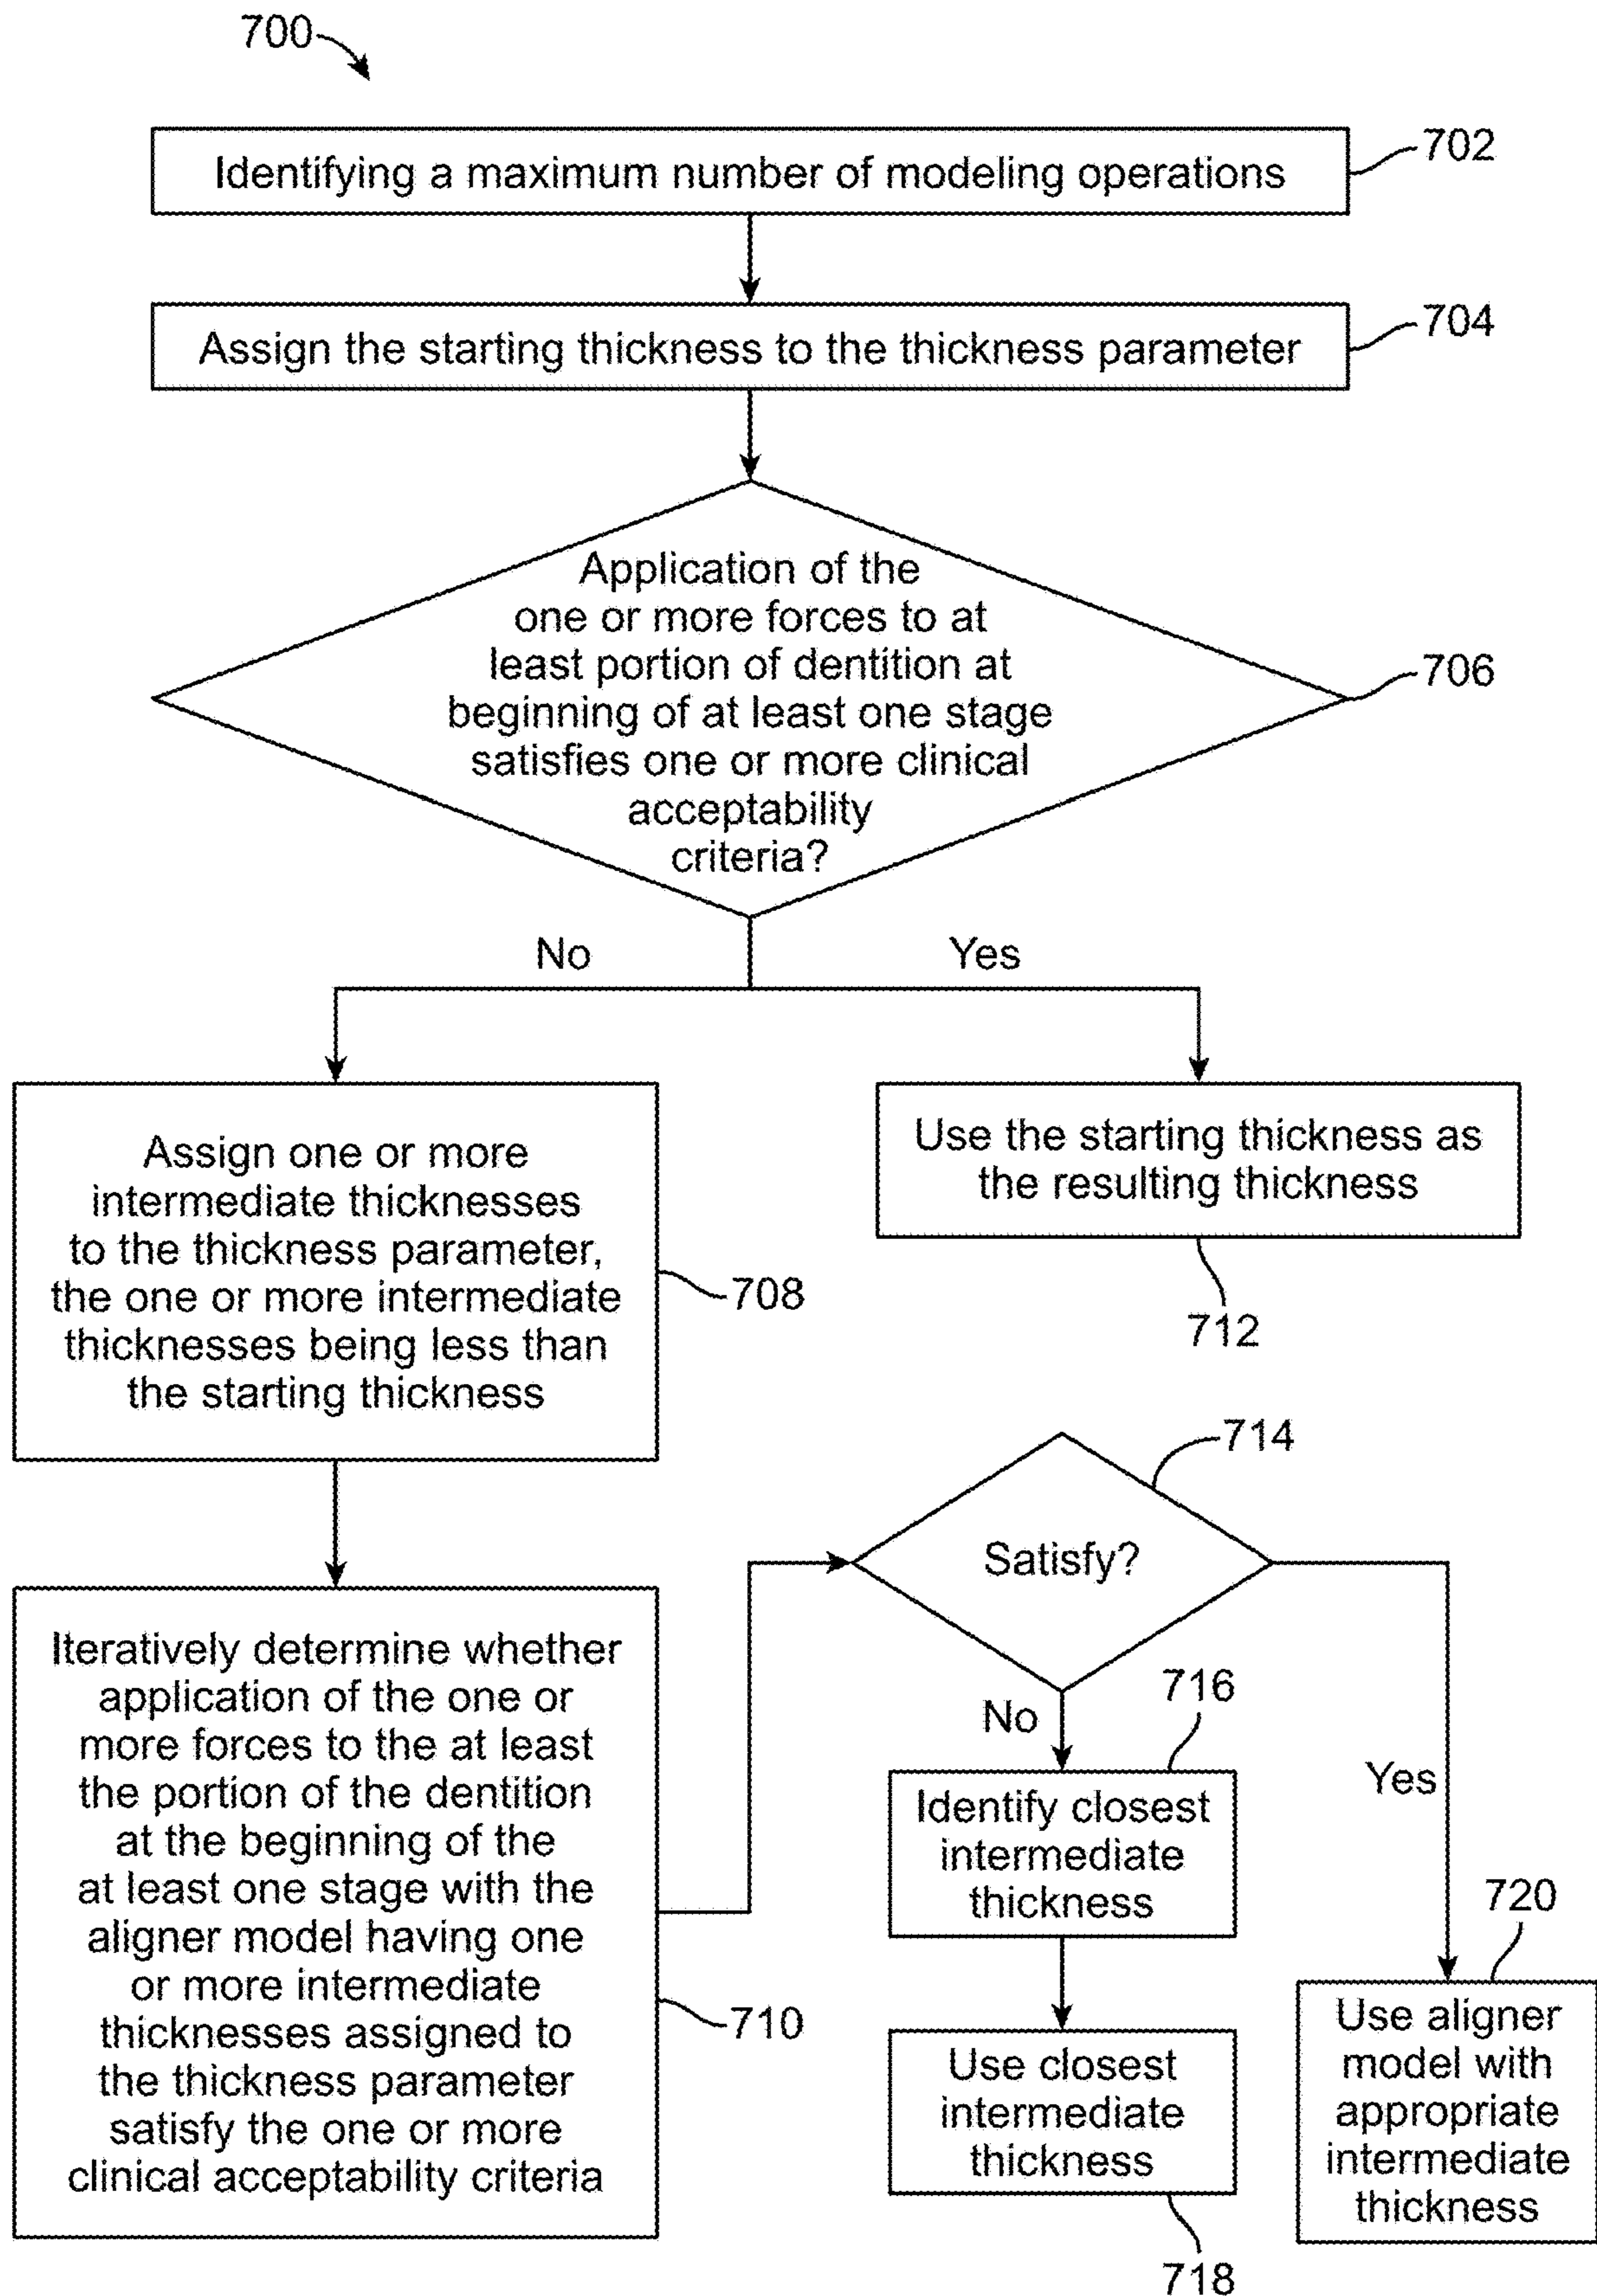 700
Identifying a maximum number of modeling operations
702
Assign the starting thickness to the thickness parameter
704
Application of the
one or more forces to at
least portion of dentition at
beginning of at least one stage
satisfies one or more clinical
acceptability
criteria?
706
No
Yes
Assign one or more
intermediate thicknesses
to the thickness parameter,
the one or more intermediate
thicknesses being less than
the starting thickness
708
Use the starting thickness as
the resulting thickness
712
Iteratively determine whether
application of the one or
more forces to the at least
the portion of the dentition
at the beginning of the
at least one stage with the
aligner model having one
or more intermediate
thicknesses assigned to
the thickness parameter
satisfy the one or more
clinical acceptability criteria
710
714
Satisfy?
No
716
Yes
Identify closest
intermediate
thickness
Use closest
intermediate
thickness
718
720
Use aligner
model with
appropriate
intermediate
thickness